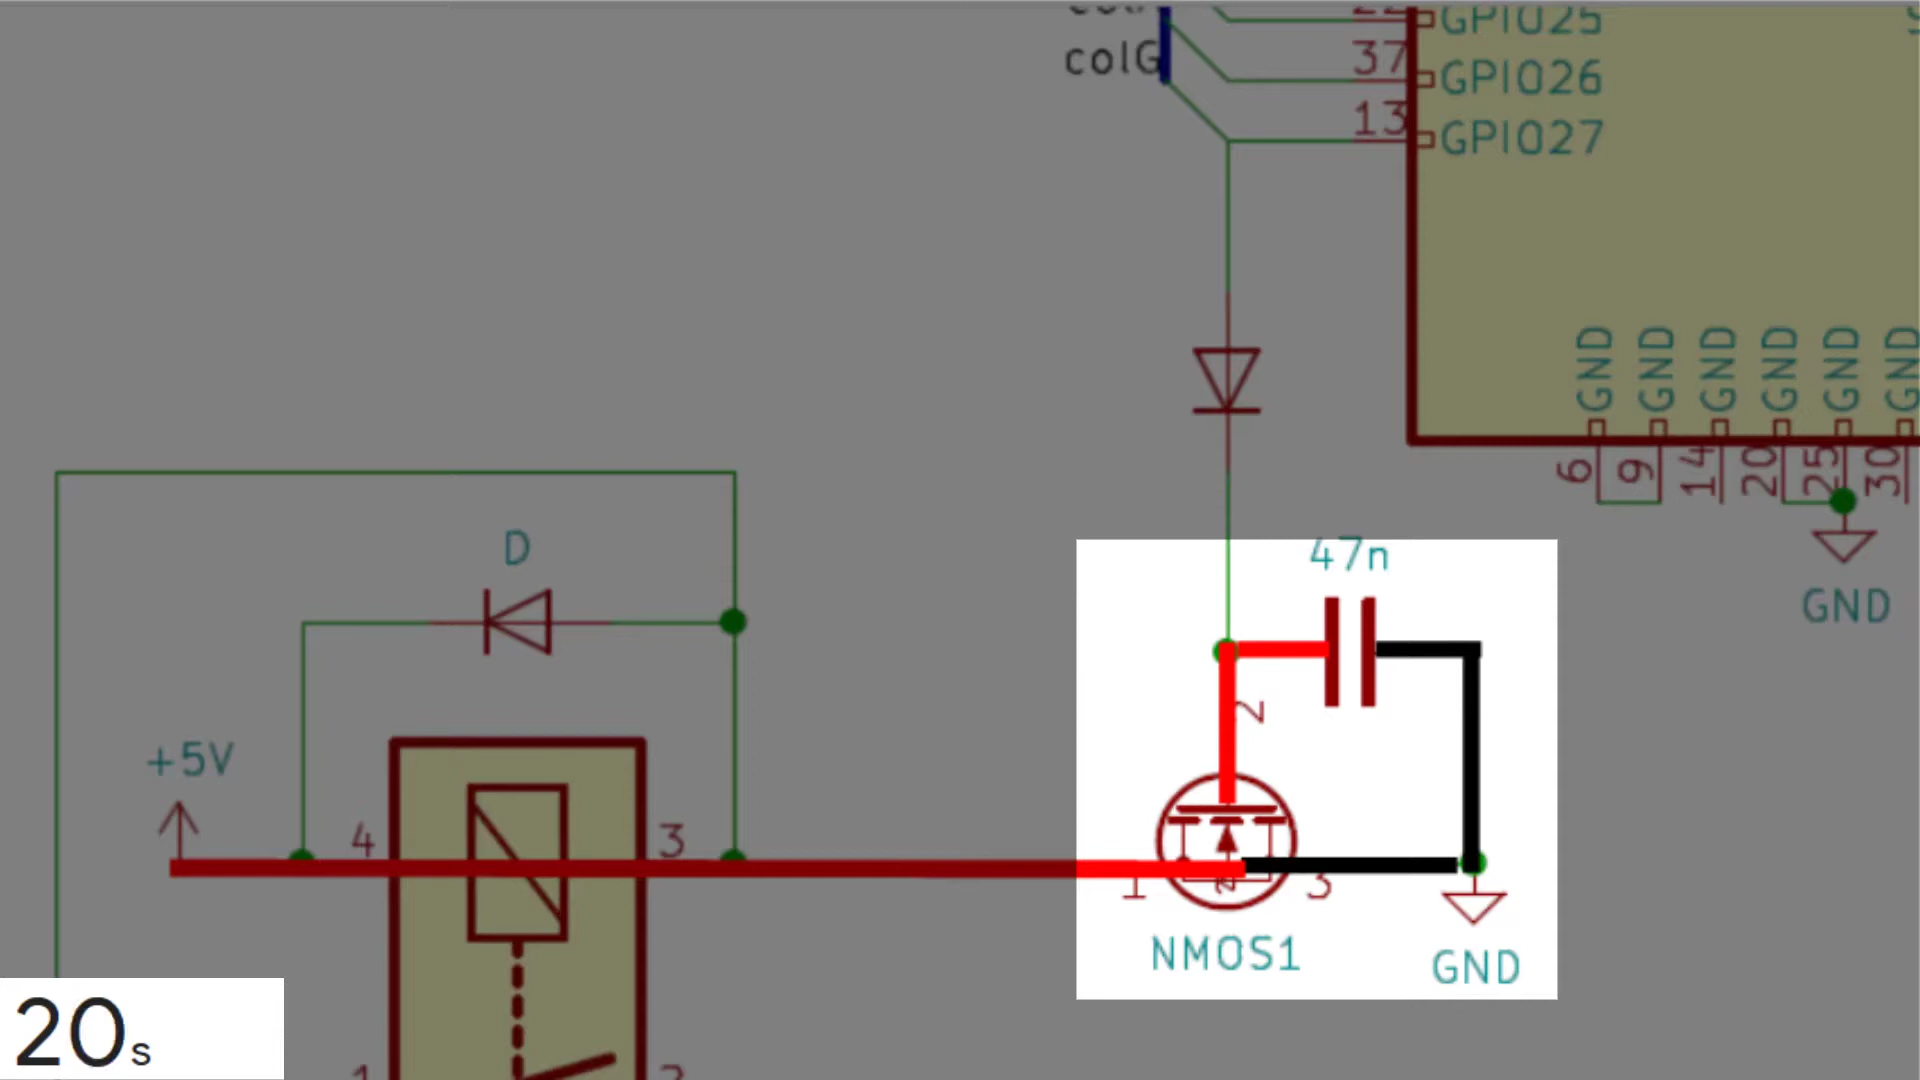 GPIO25
colG
37
GPIO26
13
GPIO27
GND
GND
GND
GND
GND
GND
6
9
14
20
25
30
D
47n
GND
2
+5V
4
3
1
3
NMOS1
GND
20s